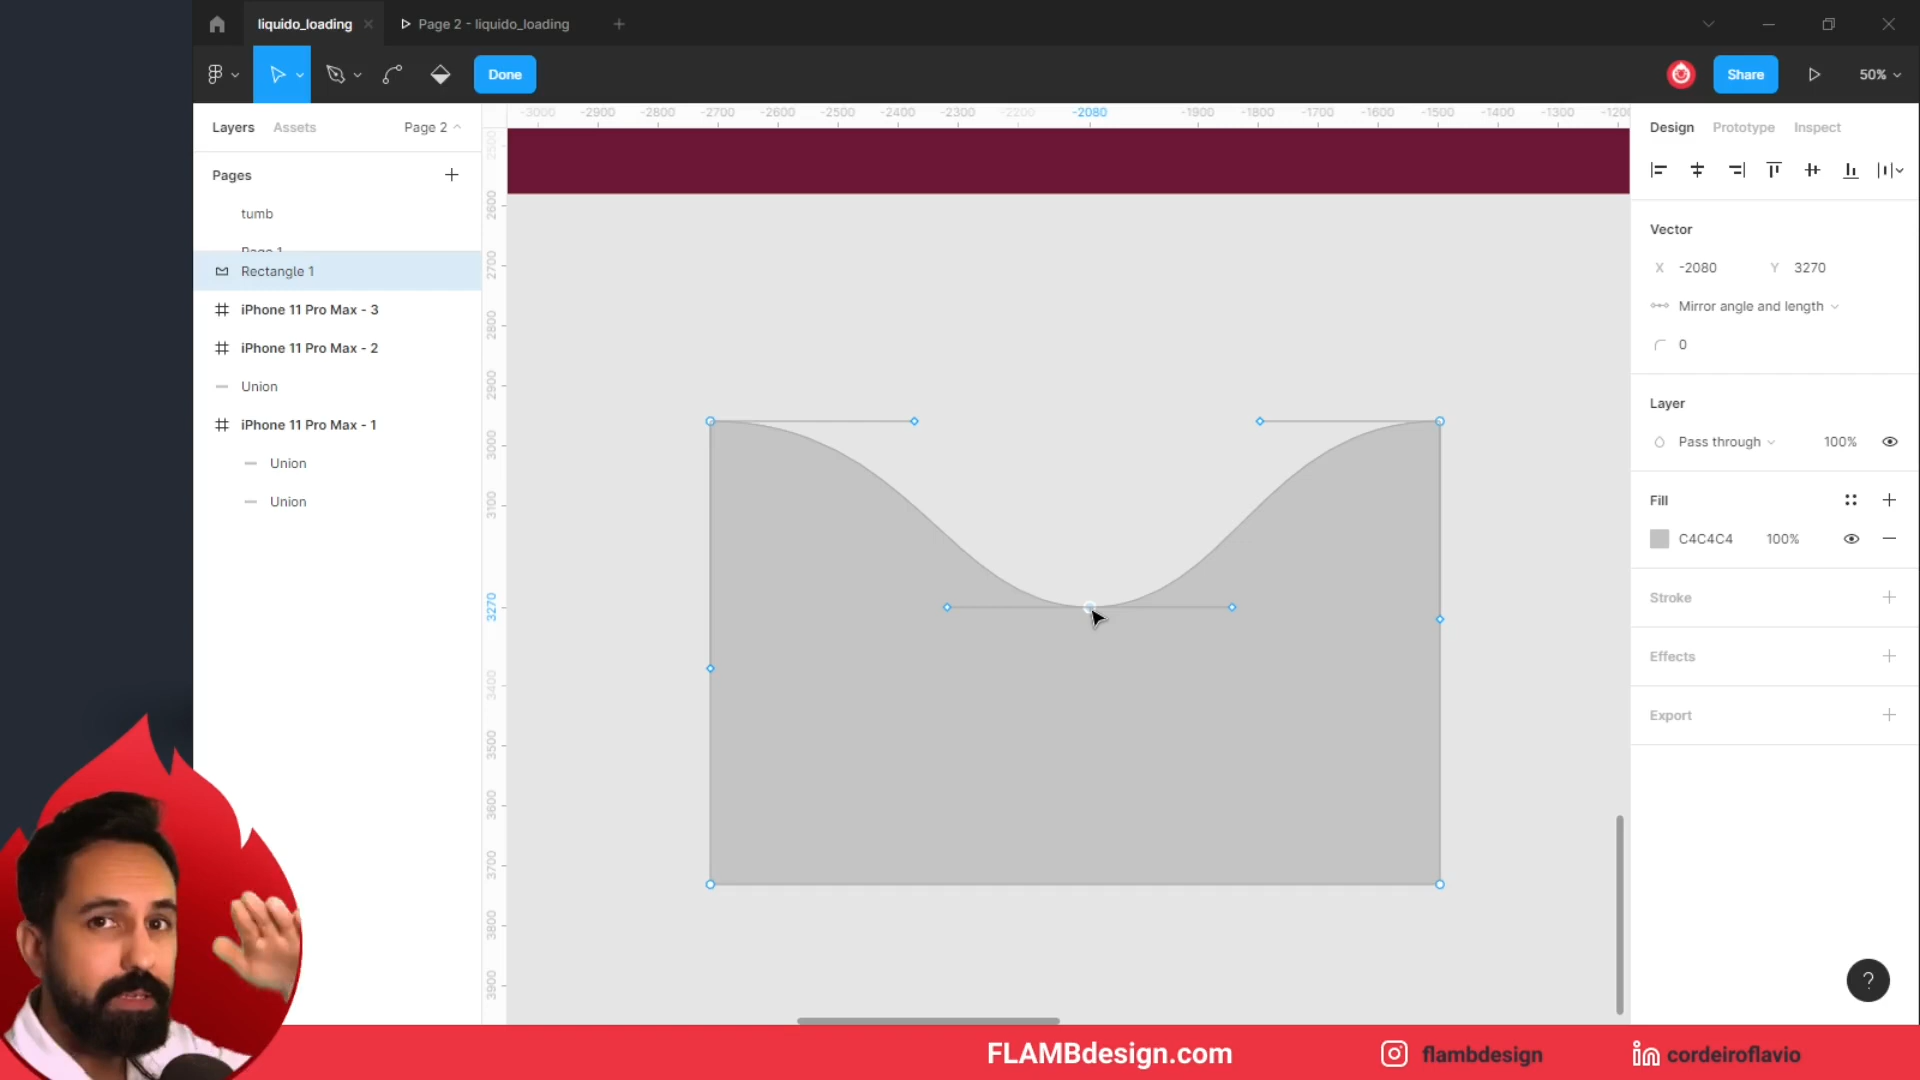 liquido_loading
Page 2 - liquido_loading
Done
Share
50%
Layers
Assets
Page 2
Pages
tumb
Page 1
Rectangle 1
iPhone 11 Pro Max - 3
iPhone 11 Pro Max - 2
Union
iPhone 11 Pro Max - 1
Union
Union
-3000
-2900
-2800
-2700
-2600
-2500
-2400
-2300
-2200
-2080
-1900
-1800
-1700
-1600
-1500
-1400
-1300
-1200
2500
2600
2700
2800
2900
3000
3100
3270
3400
3500
3600
3700
3800
3900
Design
Prototype
Inspect
Vector
X -2080
Y 3270
Mirror angle and length
0
Layer
Pass through
100%
Fill
C4C4C4
100%
Stroke
Effects
Export
?
FLAMBdesign.com
flambdesign
in cordeiroflavio